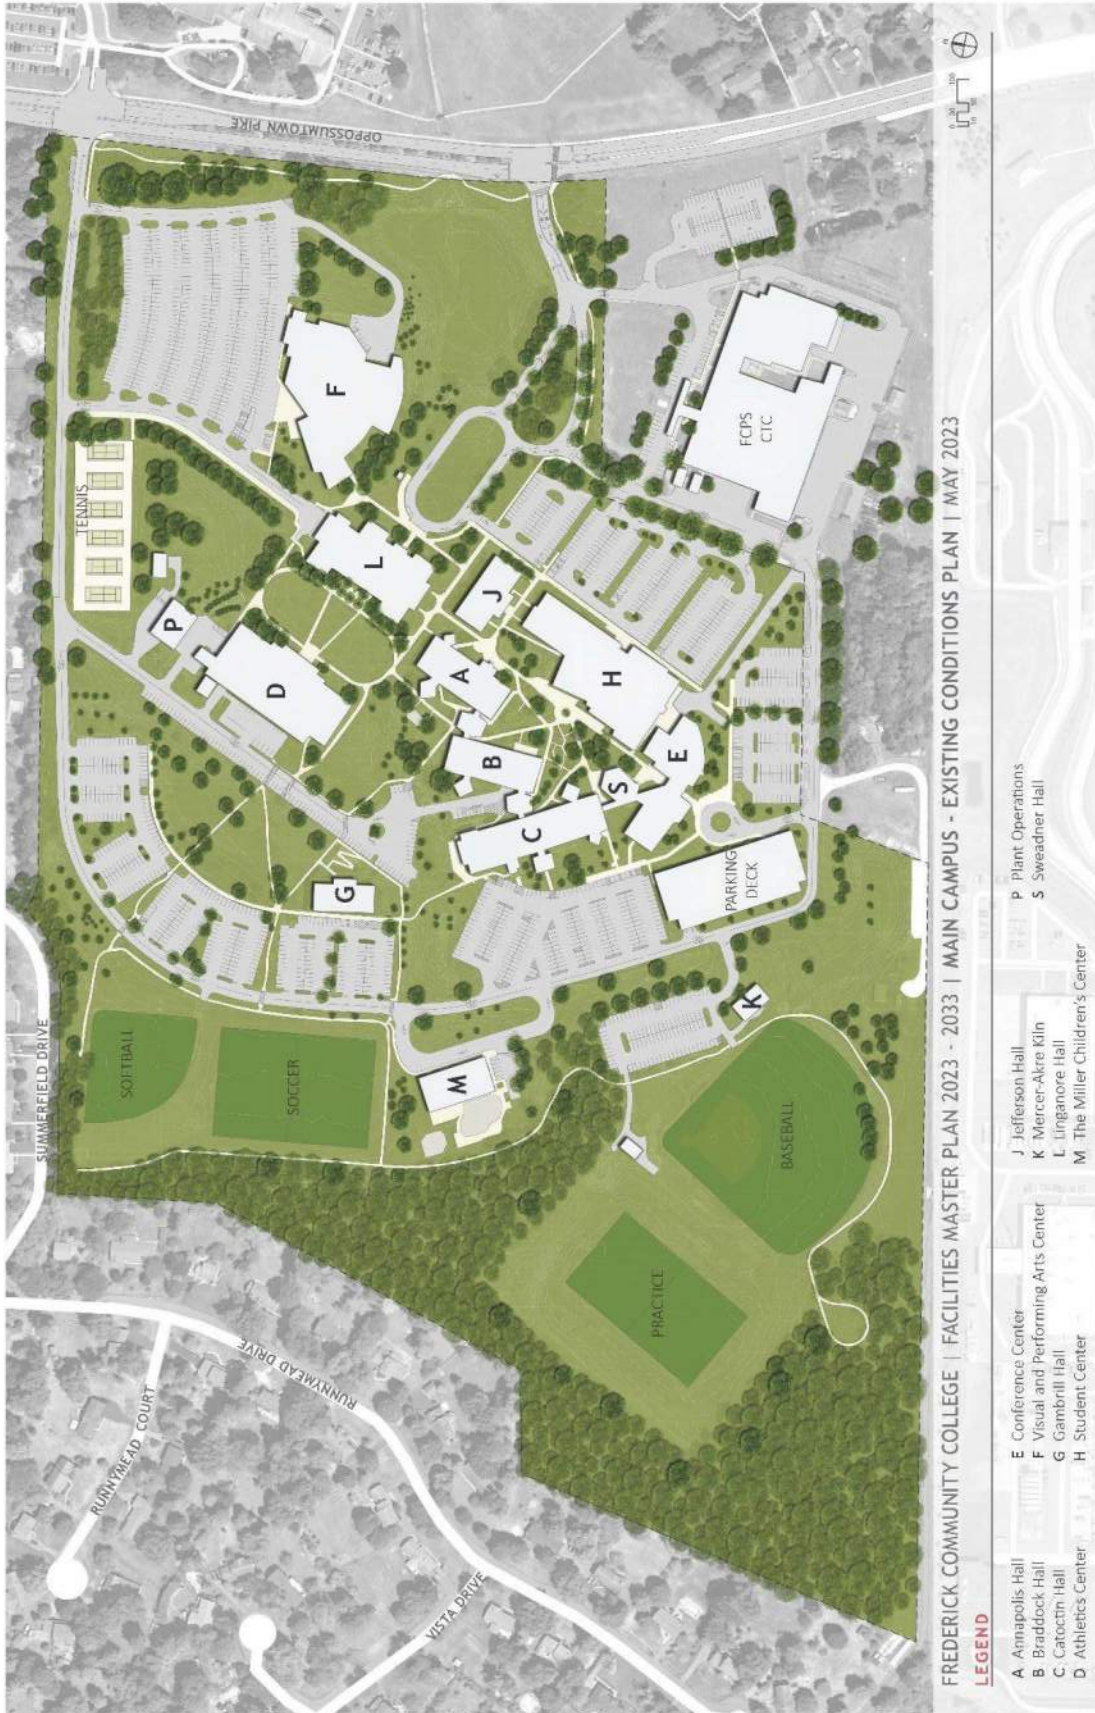 SUMMERFIELD DRIVE
OPPOSSUMTOWN PIKE
RUNNYMEAD COURT
RUNNYMEAD DRIVE
VISTA DRIVE
SOFTBALL
SOCCER
TENNIS
P
D
L
F
G
A
J
B
H
C
S
E
M
K
PARKING
DECK
FCPS
CTC
PRACTICE
BASEBALL
FREDERICK COMMUNITY COLLEGE | FACILITIES MASTER PLAN 2023 - 2033 | MAIN CAMPUS - EXISTING CONDITIONS PLAN | MAY 2023
LEGEND
A Annapolis Hall
B Braddock Hall
C Catoctin Hall
D Athletics Center
E Conference Center
F Visual and Performing Arts Center
G Gambrill Hall
H Student Center
J Jefferson Hall
K Mercer-Akre Kiln
L Linganore Hall
M The Miller Children's Center
P Plant Operations
S Sweadner Hall